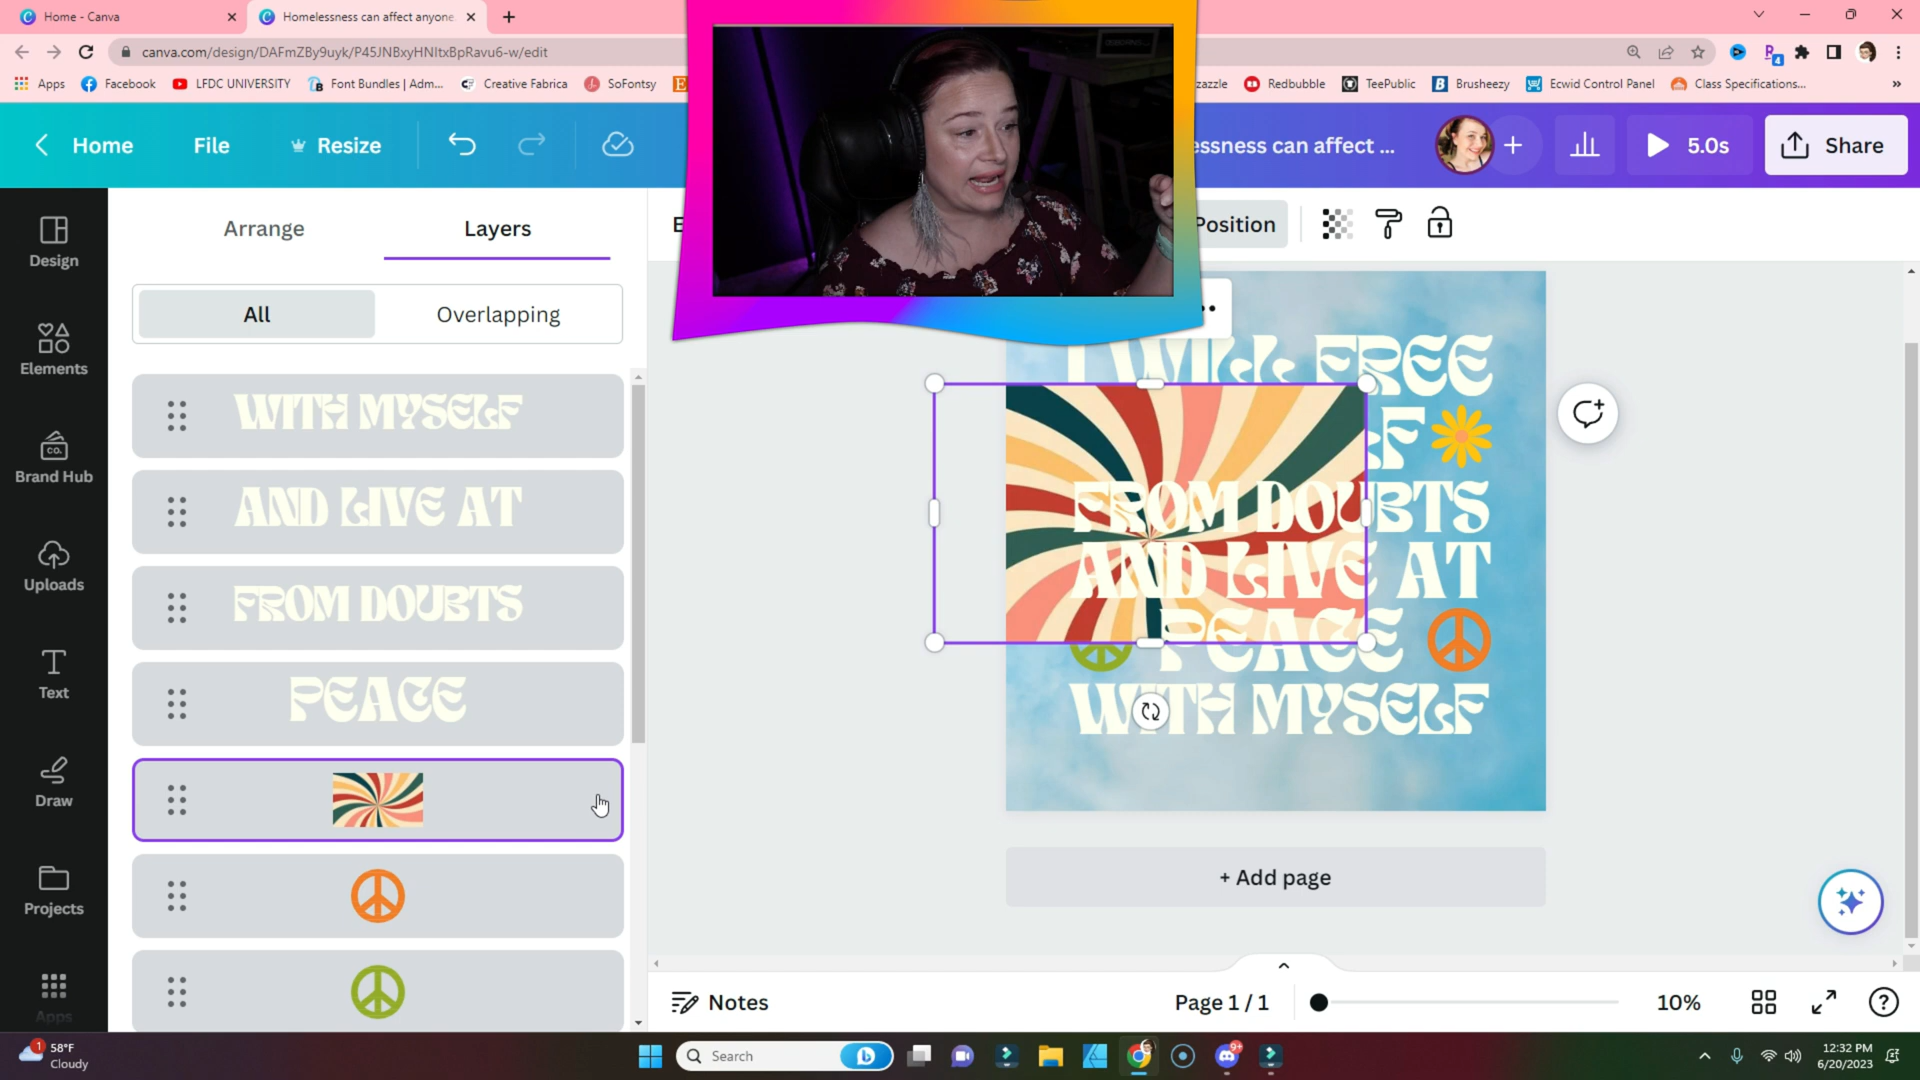 Home - Canva
Homelessness can affect anyone
canva.com/design/DAFmZBy9uyk/P45JNBxyHNItxBpRavu6-w/edit
Apps
Facebook
LFDC UNIVERSITY
Font Bundles | Adm...
Creative Fabrica
SoFontsy
zazzle
Redbubble
TeePublic
Brusheezy
Ecwid Control Panel
Class Specifications...
Home
File
Resize
essness can affect ...
5.0s
Share
Design
Elements
Brand Hub
Uploads
Text
Draw
Projects
Apps
Arrange
Layers
All
Overlapping
WITH MYSELF
AND LIVE AT
FROM DOUBTS
PEACE
E
Position
I WILL FREE
F
FROM DOUBTS
AND LIVE AT
PEACE
WITH MYSELF
+ Add page
Notes
Page 1 / 1
10%
1
58°F
Cloudy
Search
9+
12:32 PM
6/20/2023